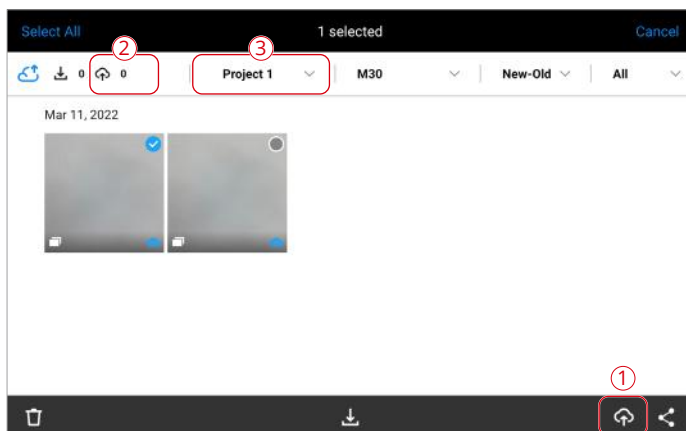 Select All 1 selected Cancel
② ③
0 0 Project 1 M30 New-Old All
Mar 11, 2022
①